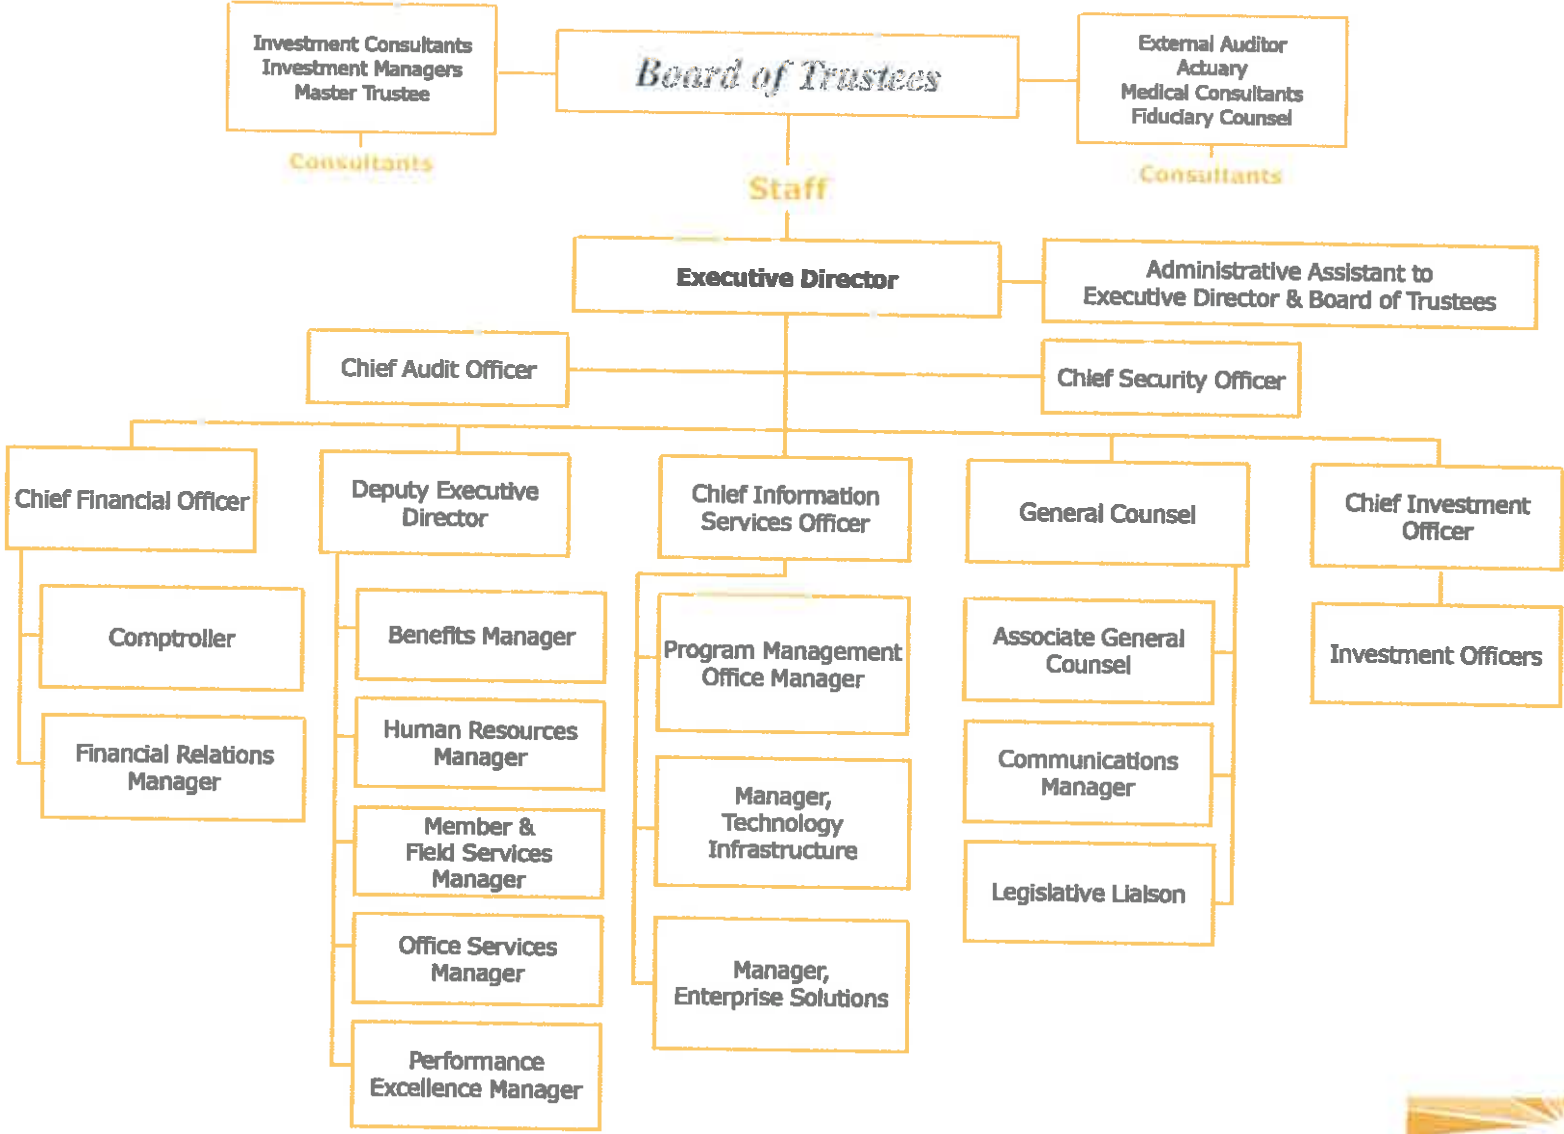 Investment Consultants
Investment Managers
Master Trustee
Consultants
Board of Trustees
External Auditor
Actuary
Medical Consultants
Fiduciary Counsel
Consultants
Staff
Executive Director
Administrative Assistant to
Executive Director & Board of Trustees
Chief Audit Officer
Chief Security Officer
Chief Financial Officer
Comptroller
Financial Relations
Manager
Deputy Executive
Director
Benefits Manager
Human Resources
Manager
Member &
Field Services
Manager
Office Services
Manager
Performance
Excellence Manager
Chief Information
Services Officer
Program Management
Office Manager
Manager,
Technology
Infrastructure
Manager,
Enterprise Solutions
General Counsel
Associate General
Counsel
Communications
Manager
Legislative Liaison
Chief Investment
Officer
Investment Officers